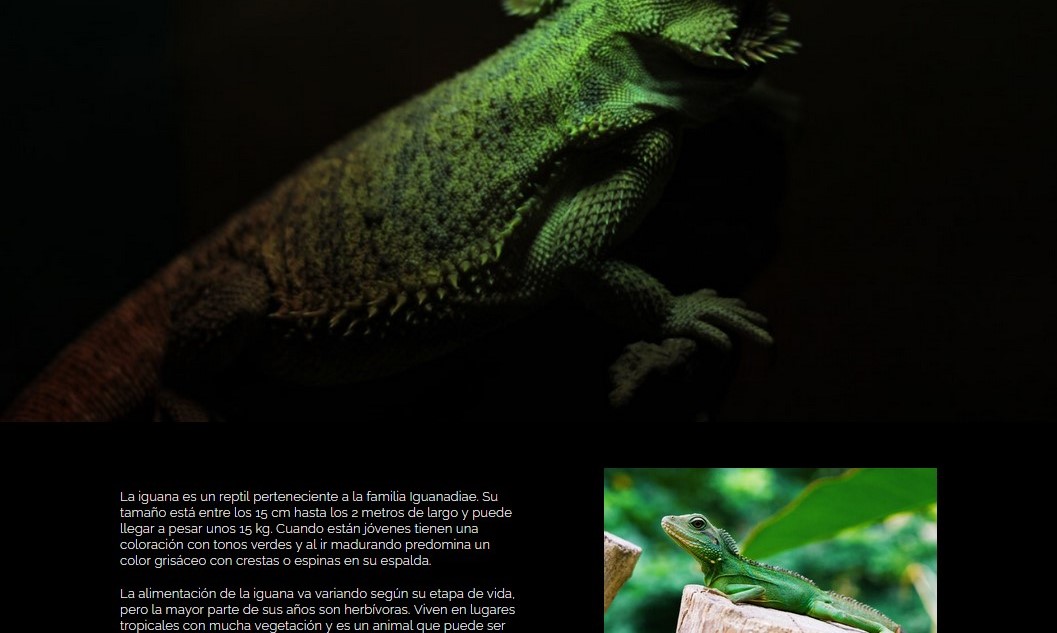 La iguana es un reptil perteneciente a la familia Iguanadiae. Su
tamaño está entre los 15 cm hasta los 2 metros de largo y puede
llegar a pesar unos 15 kg. Cuando están jóvenes tienen una
coloración con tonos verdes y al ir madurando predomina un
color grisáceo con crestas o espinas en su espalda.
La alimentación de la iguana va variando según su etapa de vida,
pero la mayor parte de sus años son herbívoras. Viven en lugares
tropicales con mucha vegetación y es un animal que puede ser